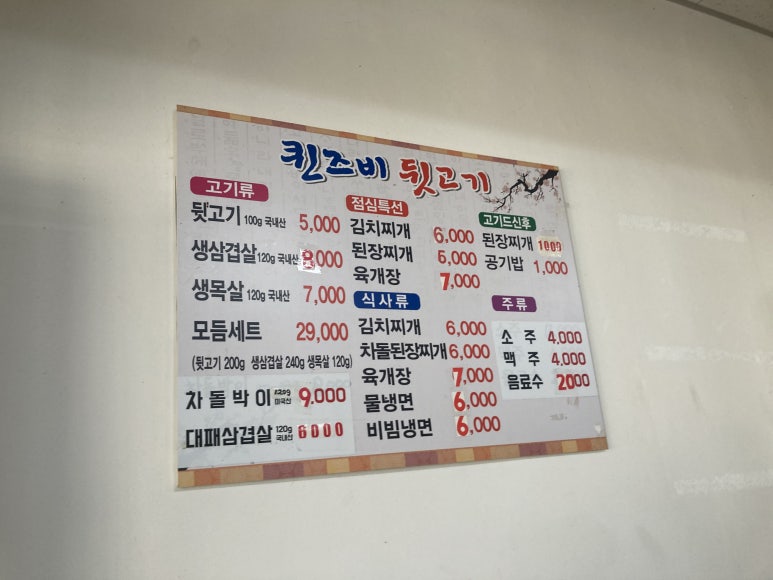 퀸즈비 뒷고기
고기류
뒷고기 100g 국내산 5,000
생삼겹살 120g 국내산 8,000
생목살 120g 국내산 7,000
모듬세트 29,000
(뒷고기 200g 생삼겹살 240g 생목살 120g)
차돌박이 120g 미국산 9.000
대패삼겹살 120g 국내산 6000
점심특선
김치찌개 6,000
된장찌개 6,000
육개장 7,000
식사류
김치찌개 6,000
차돌된장찌개 6,000
육개장 7,000
물냉면 6,000
비빔냉면 6,000
고기드신후
된장찌개 1000
공기밥 1,000
주류
소주 4,000
맥주 4,000
음료수 2000